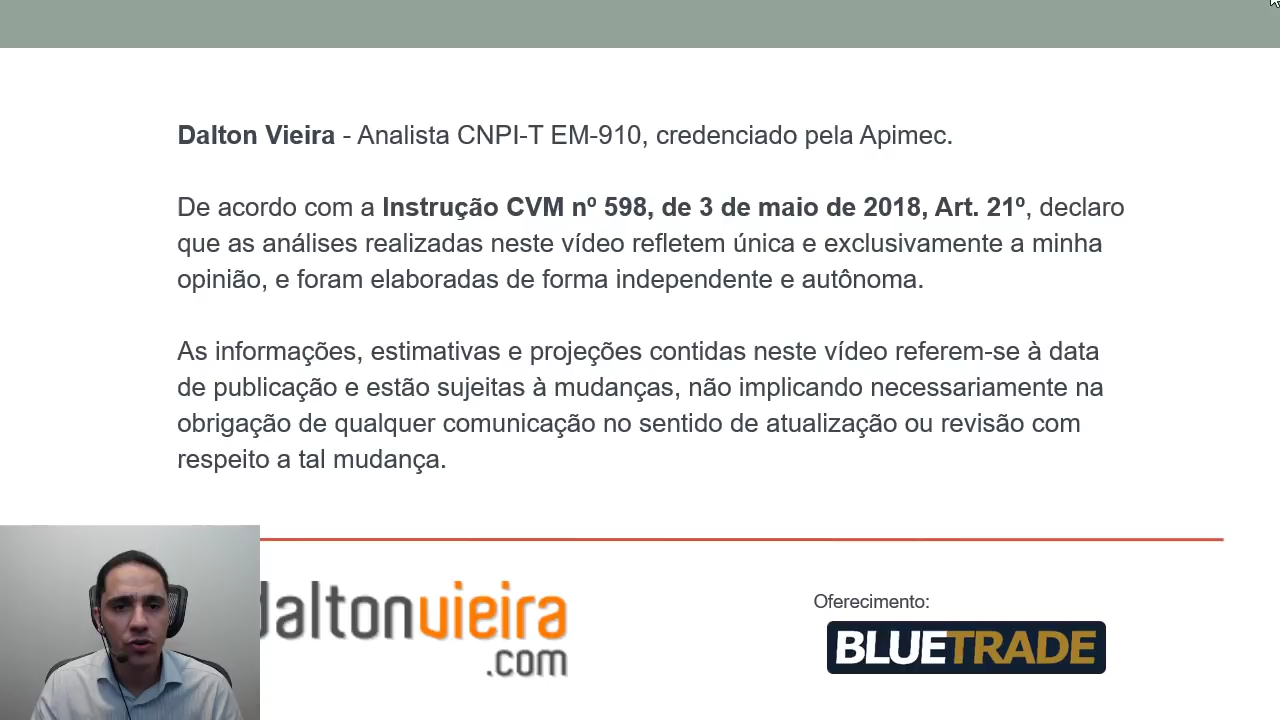 Dalton Vieira - Analista CNPI-T EM-910, credenciado pela Apimec.
De acordo com a Instrução CVM nº 598, de 3 de maio de 2018, Art. 21º, declaro
que as análises realizadas neste vídeo refletem única e exclusivamente a minha
opinião, e foram elaboradas de forma independente e autônoma.
As informações, estimativas e projeções contidas neste vídeo referem-se à data
de publicação e estão sujeitas à mudanças, não implicando necessariamente na
obrigação de qualquer comunicação no sentido de atualização ou revisão com
respeito a tal mudança.
daltonvieira
.com
Oferecimento:
BLUETRADE